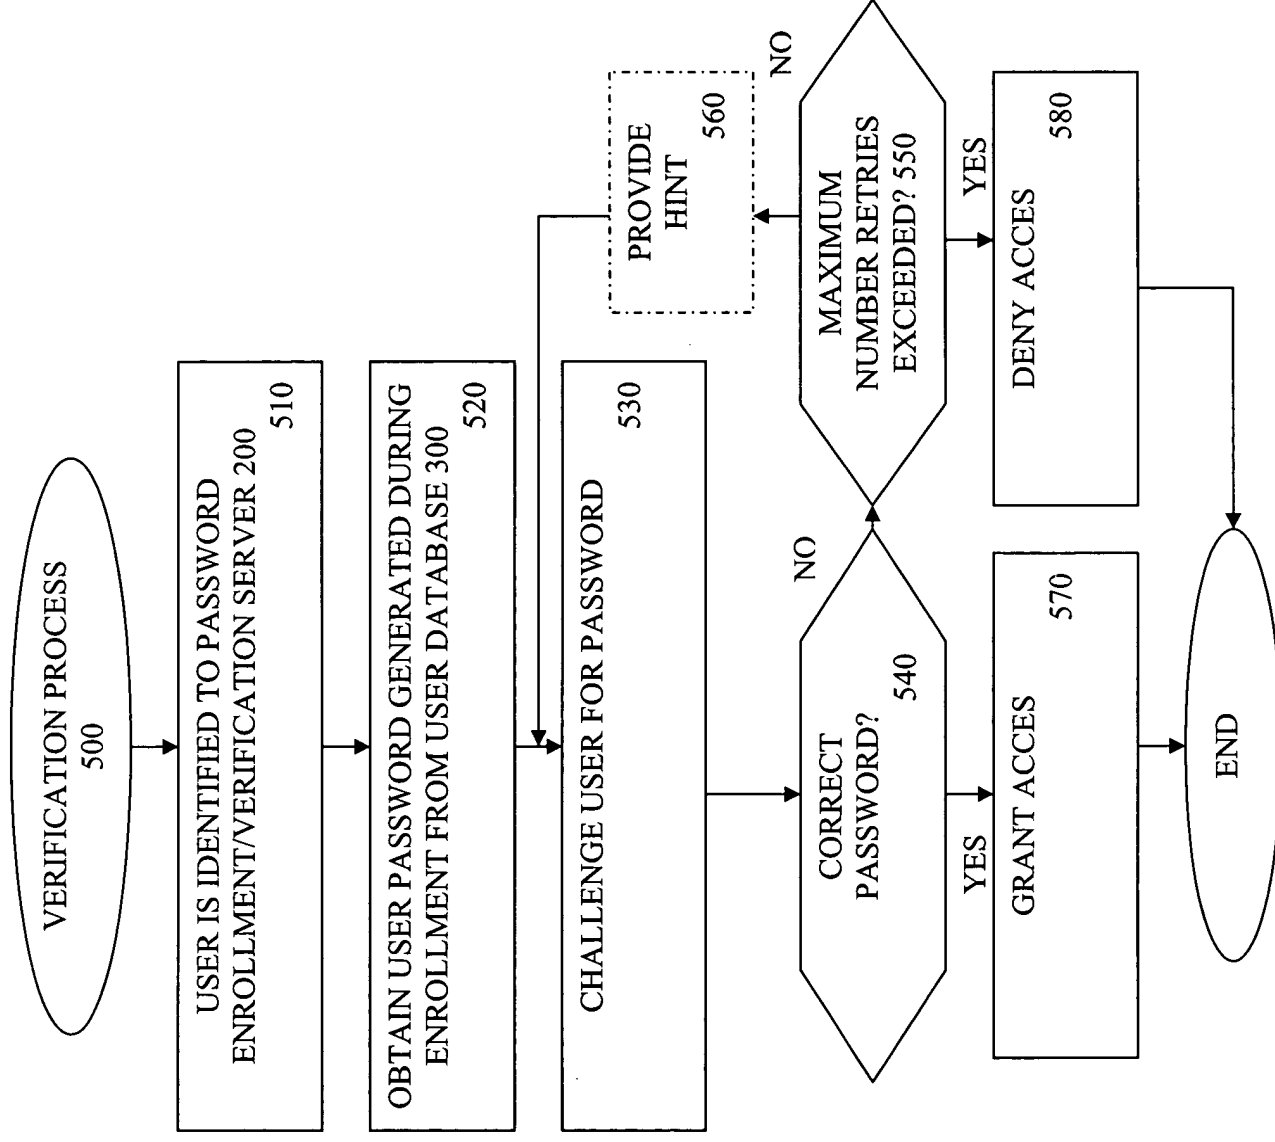 VERIFICATION PROCESS
500
USER IS IDENTIFIED TO PASSWORD
ENROLLMENT/VERIFICATION SERVER 200
510
OBTAIN USER PASSWORD GENERATED DURING
ENROLLMENT FROM USER DATABASE 300
520
CHALLENGE USER FOR PASSWORD
530
CORRECT
PASSWORD?
540
NO
YES
MAXIMUM
NUMBER RETRIES
EXCEEDED? 550
NO
YES
PROVIDE
HINT
560
GRANT ACCES
570
DENY ACCES
580
END